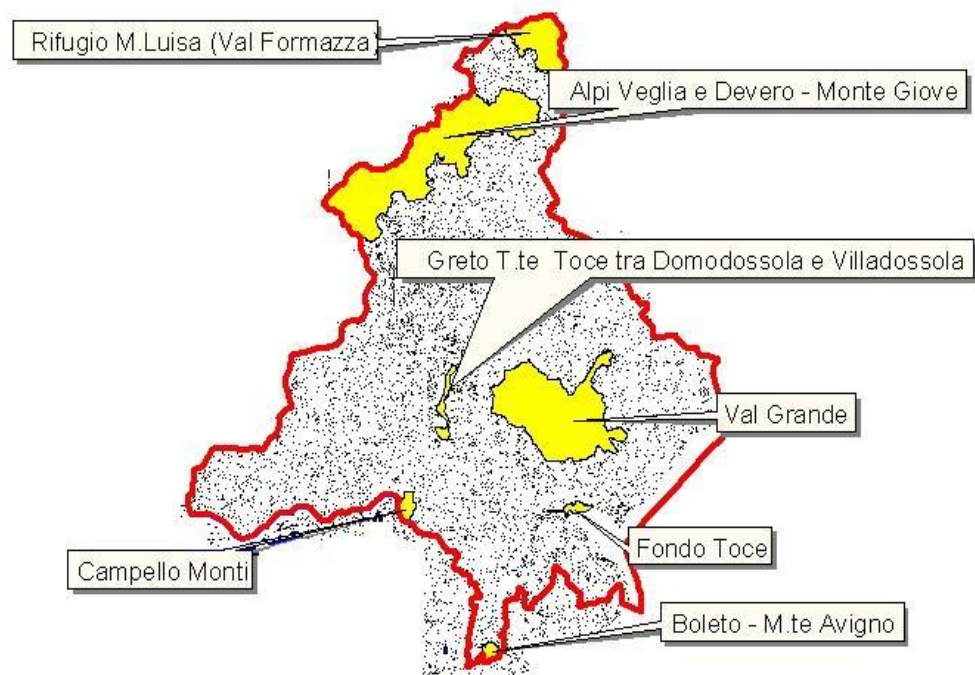 Rifugio M.Luisa (Val Formazza)
Alpi Veglia e Devero - Monte Giove
Greto T.te Toce tra Domodossola e Villadossola
Val Grande
Fondo Toce
Campello Monti
Boleto - M.te Avigno